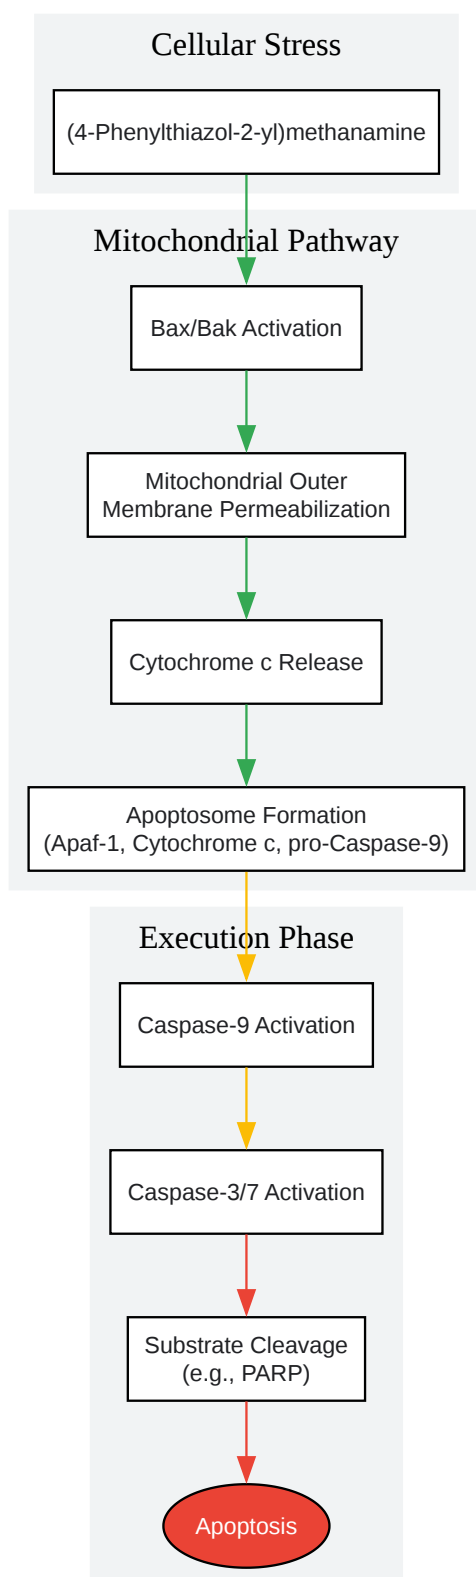 Cellular Stress
(4-Phenylthiazol-2-yl)methanamine
Mitochondrial Pathway
Bax/Bak Activation
Mitochondrial Outer
Membrane Permeabilization
Cytochrome c Release
Apoptosome Formation
(Apaf-1, Cytochrome c, pro-Caspase-9)
Execution Phase
Caspase-9 Activation
Caspase-3/7 Activation
Substrate Cleavage
(e.g., PARP)
Apoptosis